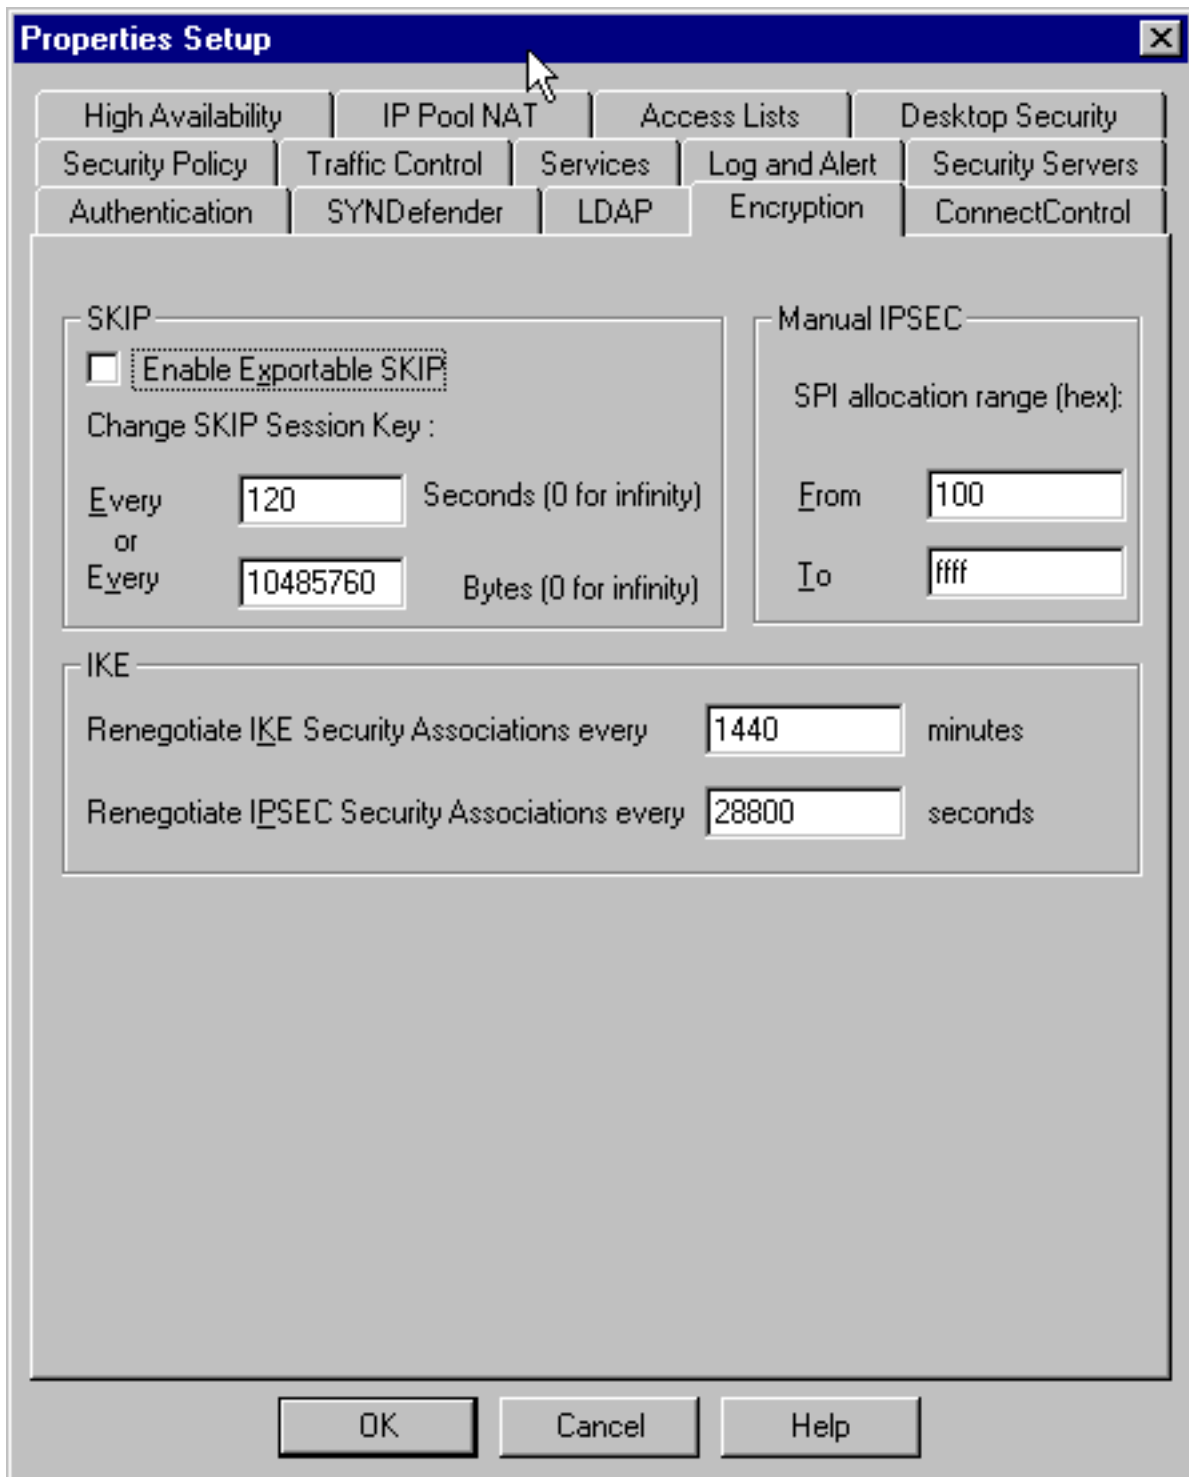 Properties Setup
High Availability
IP Pool NAT
Access Lists
Desktop Security
Security Policy
Traffic Control
Services
Log and Alert
Security Servers
Authentication
SYNDefender
LDAP
Encryption
ConnectControl
SKIP
Enable Exportable SKIP
Change SKIP Session Key :
Every 120 Seconds (0 for infinity)
or
Every 10485760 Bytes (0 for infinity)
Manual IPSEC
SPI allocation range (hex):
From 100
To ffff
IKE
Renegotiate IKE Security Associations every 1440 minutes
Renegotiate IPSEC Security Associations every 28800 seconds
OK
Cancel
Help